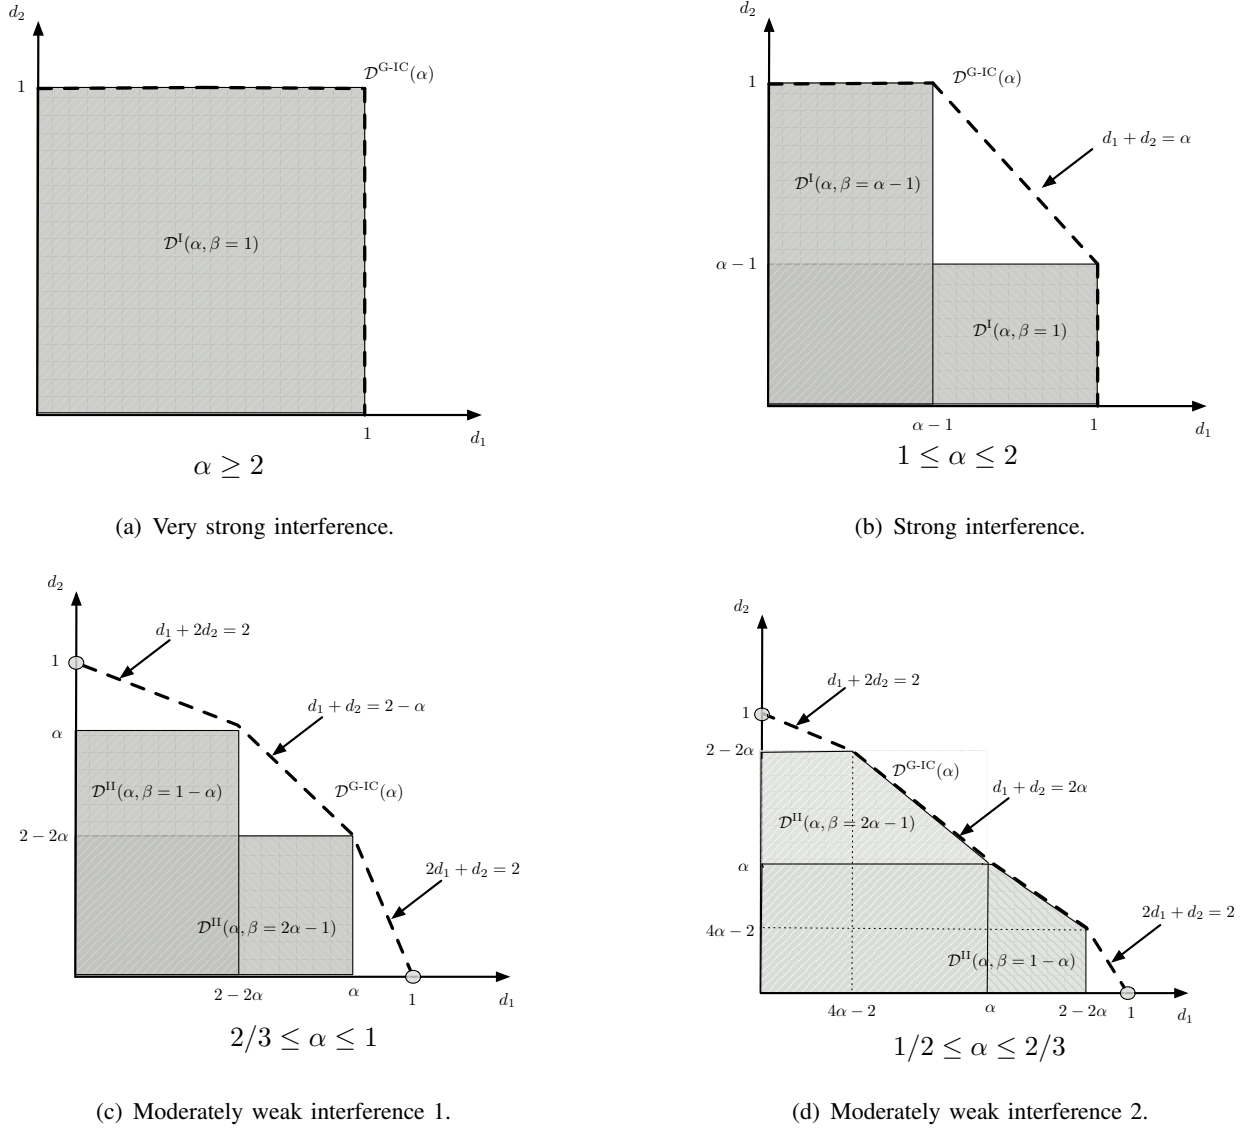 d₂
1
𝒟^G-IC(α)
𝒟^I(α, β = 1)
1
d₁
α ≥ 2
(a) Very strong interference.
d₂
1
𝒟^G-IC(α)
d₁ + d₂ = α
𝒟^I(α, β = α − 1)
α − 1
𝒟^I(α, β = 1)
α − 1
1
d₁
1 ≤ α ≤ 2
(b) Strong interference.
d₂
d₁ + 2d₂ = 2
1
d₁ + d₂ = 2 − α
α
𝒟^II(α, β = 1 − α)
𝒟^G-IC(α)
2 − 2α
2d₁ + d₂ = 2
𝒟^II(α, β = 2α − 1)
2 − 2α
α
1
d₁
2/3 ≤ α ≤ 1
(c) Moderately weak interference 1.
d₂
d₁ + 2d₂ = 2
1
2 − 2α
𝒟^G-IC(α)
d₁ + d₂ = 2α
𝒟^II(α, β = 2α − 1)
α
2d₁ + d₂ = 2
4α − 2
𝒟^II(α, β = 1 − α)
4α − 2
α
2 − 2α
1
d₁
1/2 ≤ α ≤ 2/3
(d) Moderately weak interference 2.